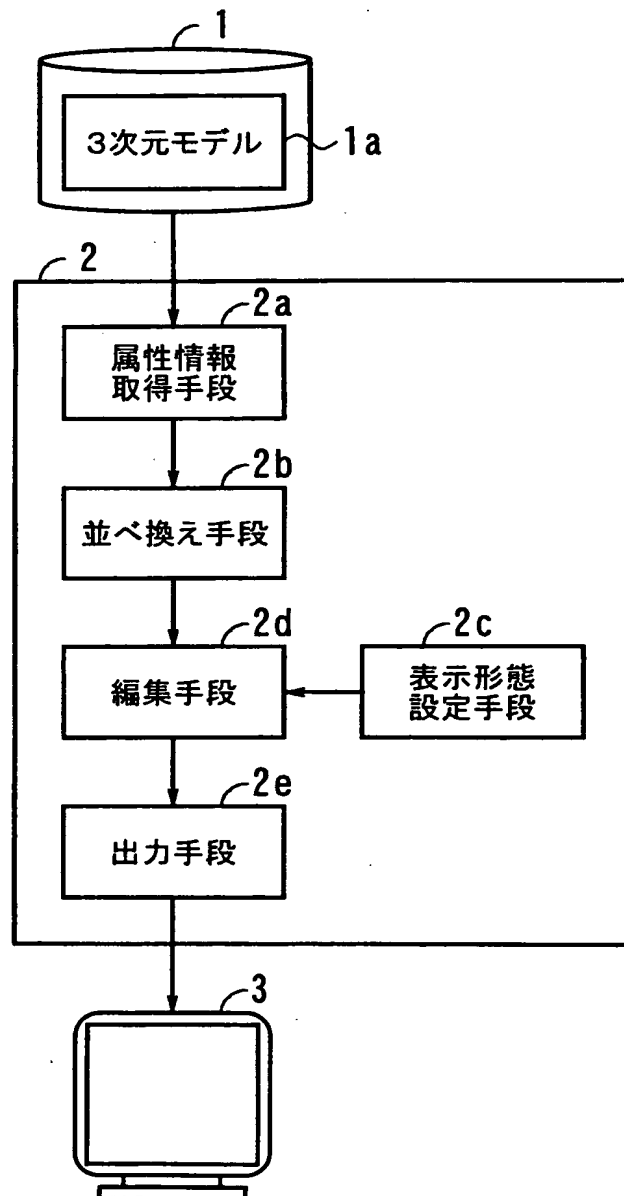 1
3次元モデル
1a
2
2a
属性情報
取得手段
2b
並べ換え手段
2d
編集手段
2c
表示形態
設定手段
2e
出力手段
3